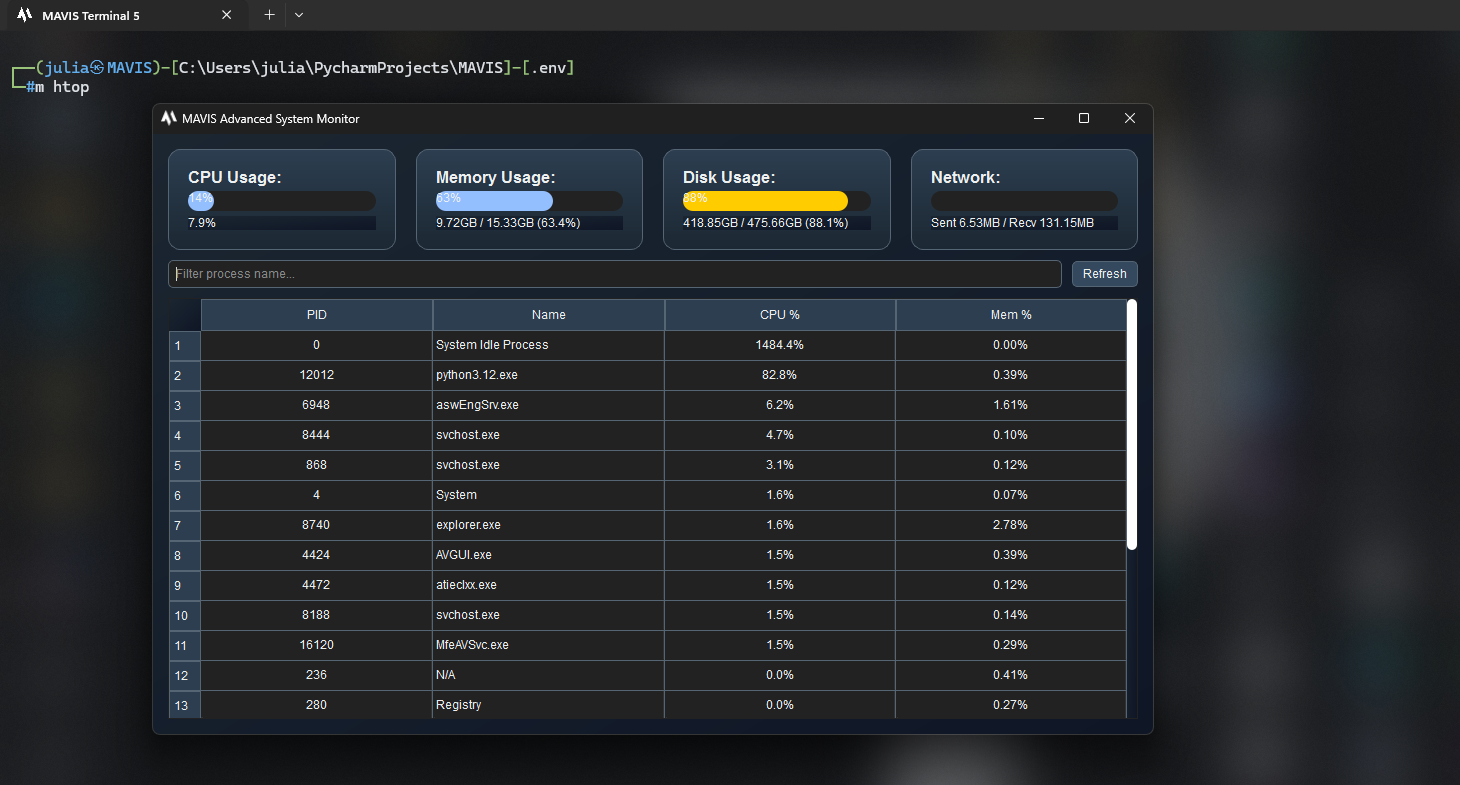 MAVIS Terminal 5
(julia㉿MAVIS)-[C:\Users\julia\PycharmProjects\MAVIS]-[.env]
#m htop
MAVIS Advanced System Monitor
CPU Usage: Memory Usage: Disk Usage: Network:
14% 63% 88%
7.9% 9.72GB / 15.33GB (63.4%) 418.85GB / 475.66GB (88.1%) Sent 6.53MB / Recv 131.15MB
Filter process name... Refresh
PID Name CPU % Mem %
1 0 System Idle Process 1484.4% 0.00%
2 12012 python3.12.exe 82.8% 0.39%
3 6948 aswEngSrv.exe 6.2% 1.61%
4 8444 svchost.exe 4.7% 0.10%
5 868 svchost.exe 3.1% 0.12%
6 4 System 1.6% 0.07%
7 8740 explorer.exe 1.6% 2.78%
8 4424 AVGUI.exe 1.5% 0.39%
9 4472 atieclxx.exe 1.5% 0.12%
10 8188 svchost.exe 1.5% 0.14%
11 16120 MfeAVSvc.exe 1.5% 0.29%
12 236 N/A 0.0% 0.41%
13 280 Registry 0.0% 0.27%